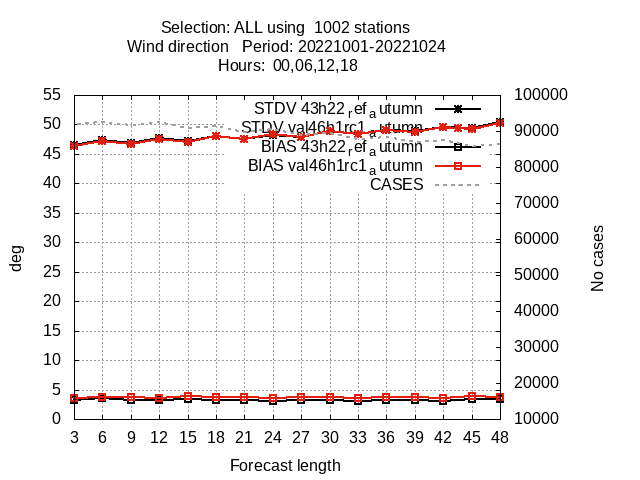 Selection: ALL using  1002 stations
Wind direction   Period: 20221001-20221024
Hours:  00,06,12,18
55
50
45
40
35
30
25
20
15
10
5
0
deg
STDV 43h22ref_autumn
STDV val46h1rc1_autumn
BIAS 43h22ref_autumn
BIAS val46h1rc1_autumn
CASES
100000
90000
80000
70000
60000
50000
40000
30000
20000
10000
No cases
3 6 9 12 15 18 21 24 27 30 33 36 39 42 45 48
Forecast length